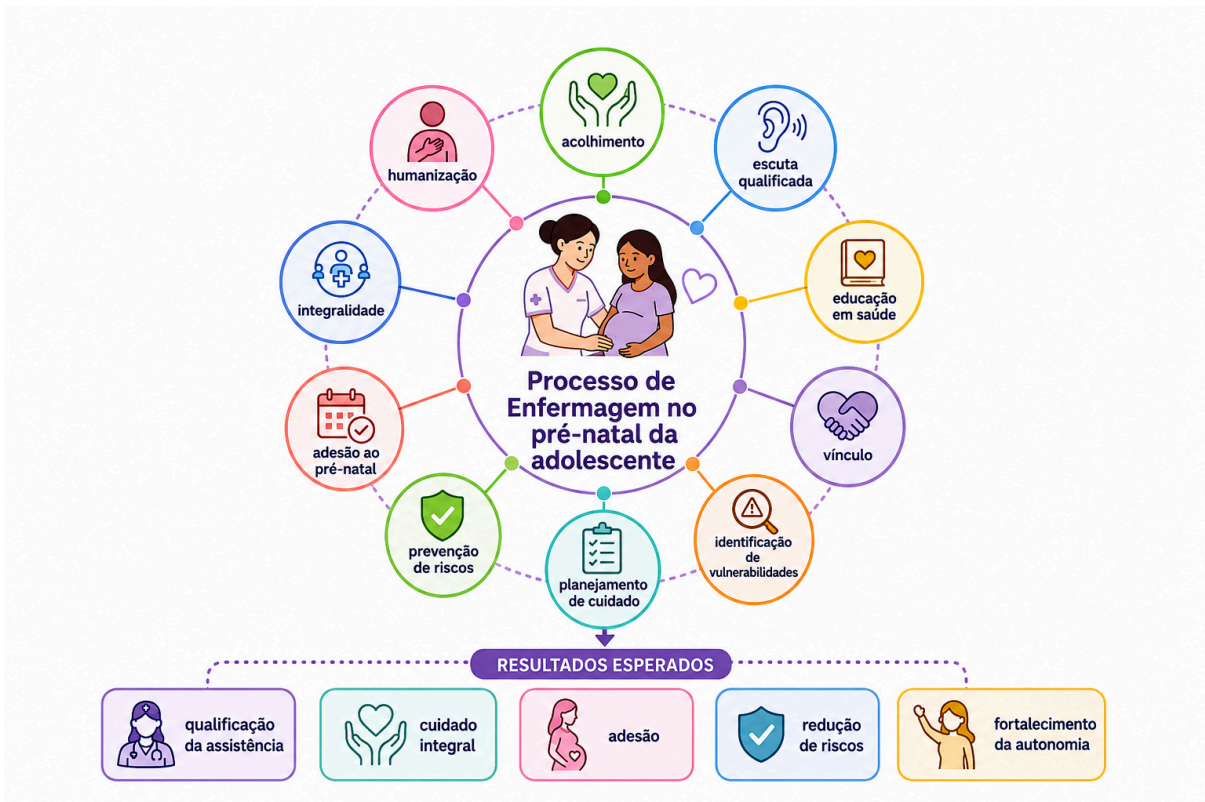 acolhimento
escuta
qualificada
educação
em saúde
vínculo
identificação
de
vulnerabilidades
planejamento
de cuidado
prevenção
de riscos
adesão ao
pré-natal
integralidade
humanização
Processo de
Enfermagem no
pré-natal da
adolescente
RESULTADOS ESPERADOS
qualificação
da assistência
cuidado
integral
adesão
redução
de riscos
fortalecimento
da autonomia